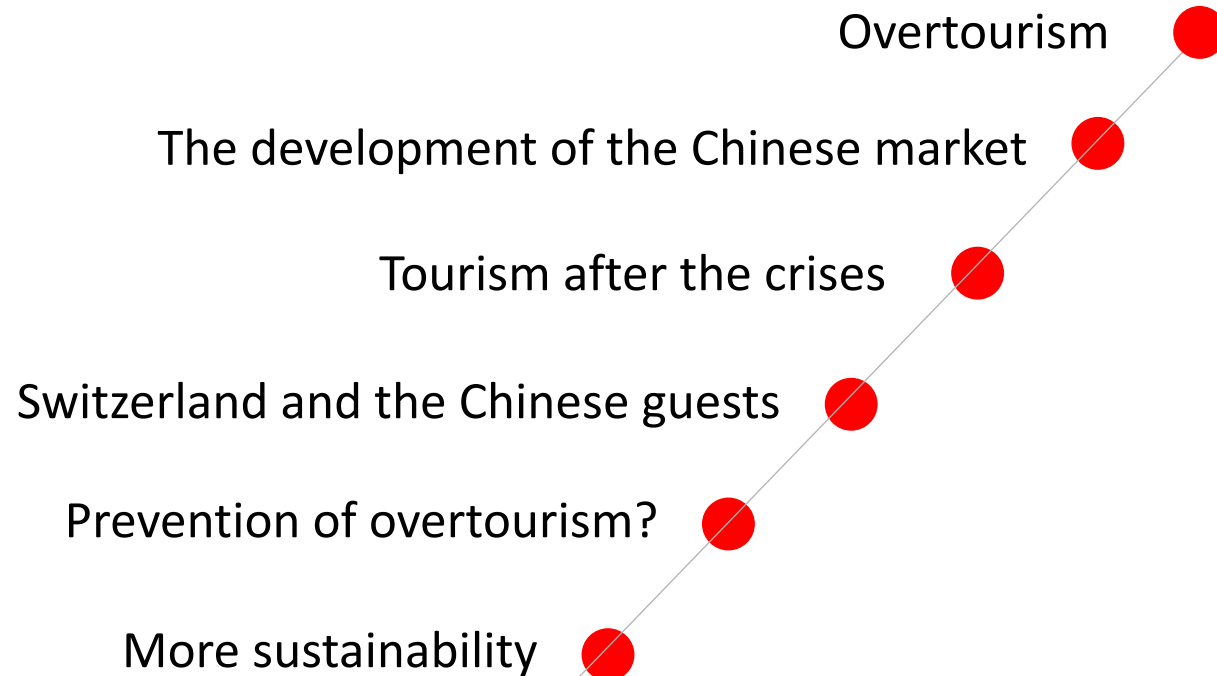 Overtourism
The development of the Chinese market
Tourism after the crises
Switzerland and the Chinese guests
Prevention of overtourism?
More sustainability